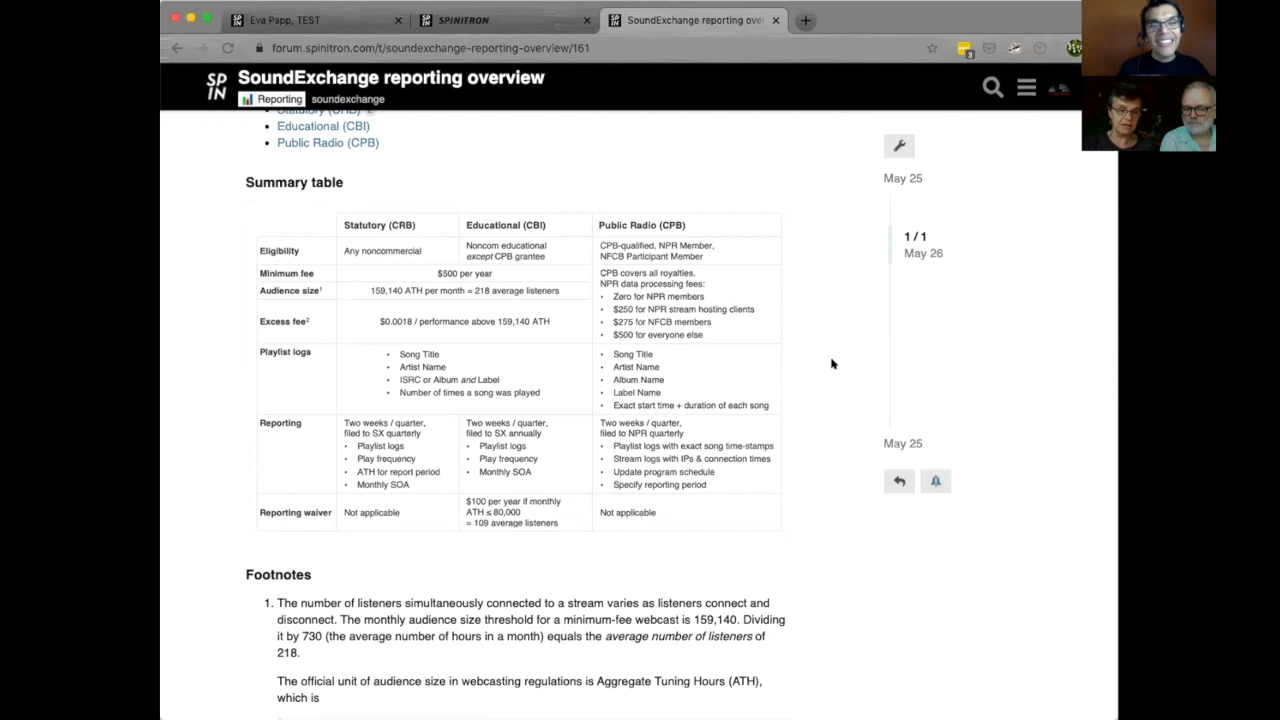 Eva Papp, TEST
SPINITRON
SoundExchange reporting over
forum.spinitron.com/t/soundexchange-reporting-overview/161
3
SP
IN
SoundExchange reporting overview
Reporting soundexchange
Statutory (CRB)
Educational (CBI)
Public Radio (CPB)
Summary table
Statutory (CRB) Educational (CBI) Public Radio (CPB)
Eligibility Any noncommercial Noncom educational except CPB grantee CPB-qualified, NPR Member, NFCB Participant Member
Minimum fee $500 per year CPB covers all royalties.
NPR data processing fees:
Audience size¹ 159,140 ATH per month = 218 average listeners • Zero for NPR members
• $250 for NPR stream hosting clients
Excess fee² $0.0018 / performance above 159,140 ATH • $275 for NFCB members
• $500 for everyone else
Playlist logs
• Song Title
• Artist Name
• ISRC or Album and Label
• Number of times a song was played
• Song Title
• Artist Name
• Album Name
• Label Name
• Exact start time + duration of each song
Reporting
Two weeks / quarter,
filed to SX quarterly
• Playlist logs
• Play frequency
• ATH for report period
• Monthly SOA
Two weeks / quarter,
filed to SX annually
• Playlist logs
• Play frequency
• Monthly SOA
Two weeks / quarter,
filed to NPR quarterly
• Playlist logs with exact song time-stamps
• Stream logs with IPs & connection times
• Update program schedule
• Specify reporting period
Reporting waiver
Not applicable
$100 per year if monthly
ATH ≤ 80,000
= 109 average listeners
Not applicable
Footnotes
1. The number of listeners simultaneously connected to a stream varies as listeners connect and
disconnect. The monthly audience size threshold for a minimum-fee webcast is 159,140. Dividing
it by 730 (the average number of hours in a month) equals the average number of listeners of
218.
The official unit of audience size in webcasting regulations is Aggregate Tuning Hours (ATH),
which is
May 25
1 / 1
May 26
May 25